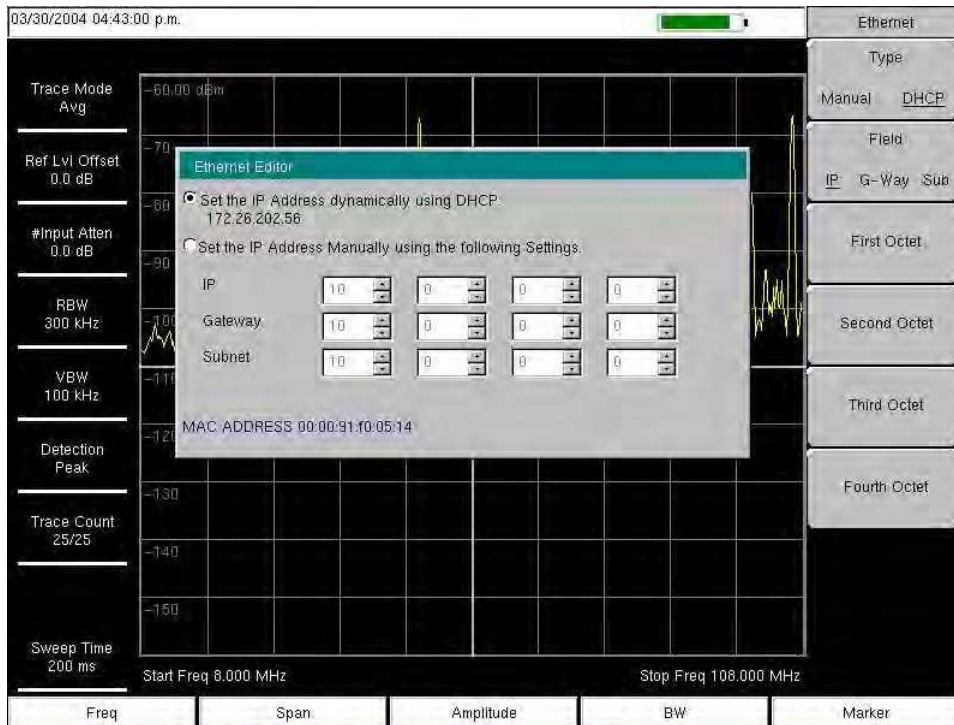 03/30/2004 04:43:00 p.m.
Ethernet
Type
Manual DHCP
Field
IP G-Way Sub
First Octet
Second Octet
Third Octet
Fourth Octet
Trace Mode
Avg
Ref Lvl Offset
0.0 dB
#Input Atten
0.0 dB
RBW
300 kHz
VBW
100 kHz
Detection
Peak
Trace Count
25/25
Sweep Time
200 ms
-60.00 dBm
-70
-80
-90
-100
-110
-120
-130
-140
-150
Ethernet Editor
Set the IP Address dynamically using DHCP
172.26.202.56
Set the IP Address Manually using the following Settings.
IP 10 0 0 0
Gateway 10 0 0 0
Subnet 10 0 0 0
MAC ADDRESS 00:00:91:f0:05:14
Start Freq 8.000 MHz
Stop Freq 108.000 MHz
Freq
Span
Amplitude
BW
Marker